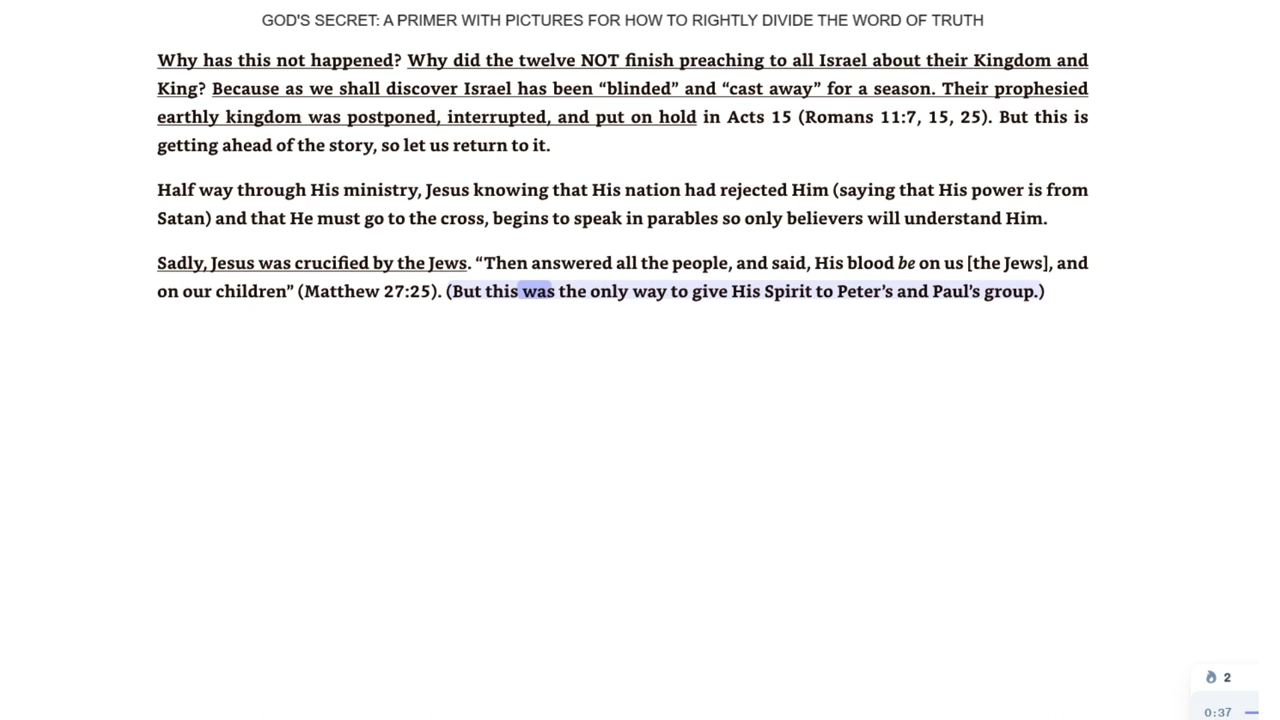 GOD'S SECRET: A PRIMER WITH PICTURES FOR HOW TO RIGHTLY DIVIDE THE WORD OF TRUTH
Why has this not happened? Why did the twelve NOT finish preaching to all Israel about their Kingdom and
King? Because as we shall discover Israel has been “blinded” and “cast away” for a season. Their prophesied
earthly kingdom was postponed, interrupted, and put on hold in Acts 15 (Romans 11:7, 15, 25). But this is
getting ahead of the story, so let us return to it.
Half way through His ministry, Jesus knowing that His nation had rejected Him (saying that His power is from
Satan) and that He must go to the cross, begins to speak in parables so only believers will understand Him.
Sadly, Jesus was crucified by the Jews. “Then answered all the people, and said, His blood be on us [the Jews], and
on our children” (Matthew 27:25). (But this was the only way to give His Spirit to Peter’s and Paul’s group.)
2
0:37